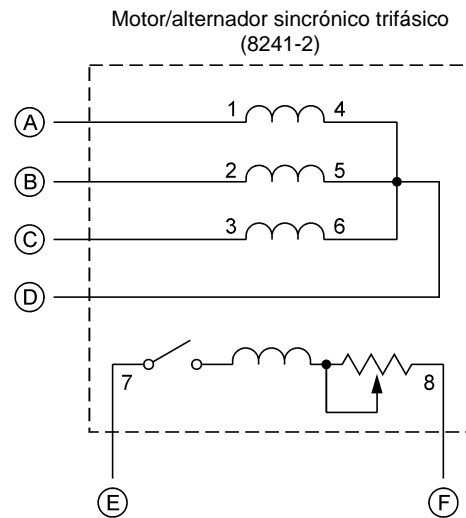 Motor/alternador sincrónico trifásico
(8241-2)
A
1 4
B
2 5
C
3 6
D
7 8
E F